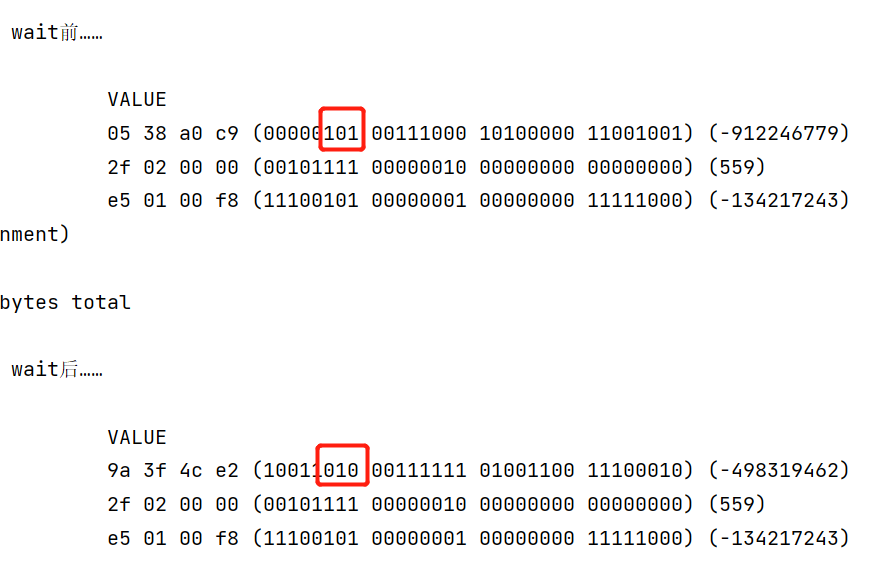 wait前……
VALUE
05 38 a0 c9 (00000101 00111000 10100000 11001001) (-912246779)
2f 02 00 00 (00101111 00000010 00000000 00000000) (559)
e5 01 00 f8 (11100101 00000001 00000000 11111000) (-134217243)
nment)
bytes total
wait后……
VALUE
9a 3f 4c e2 (10011010 00111111 01001100 11100010) (-498319462)
2f 02 00 00 (00101111 00000010 00000000 00000000) (559)
e5 01 00 f8 (11100101 00000001 00000000 11111000) (-134217243)